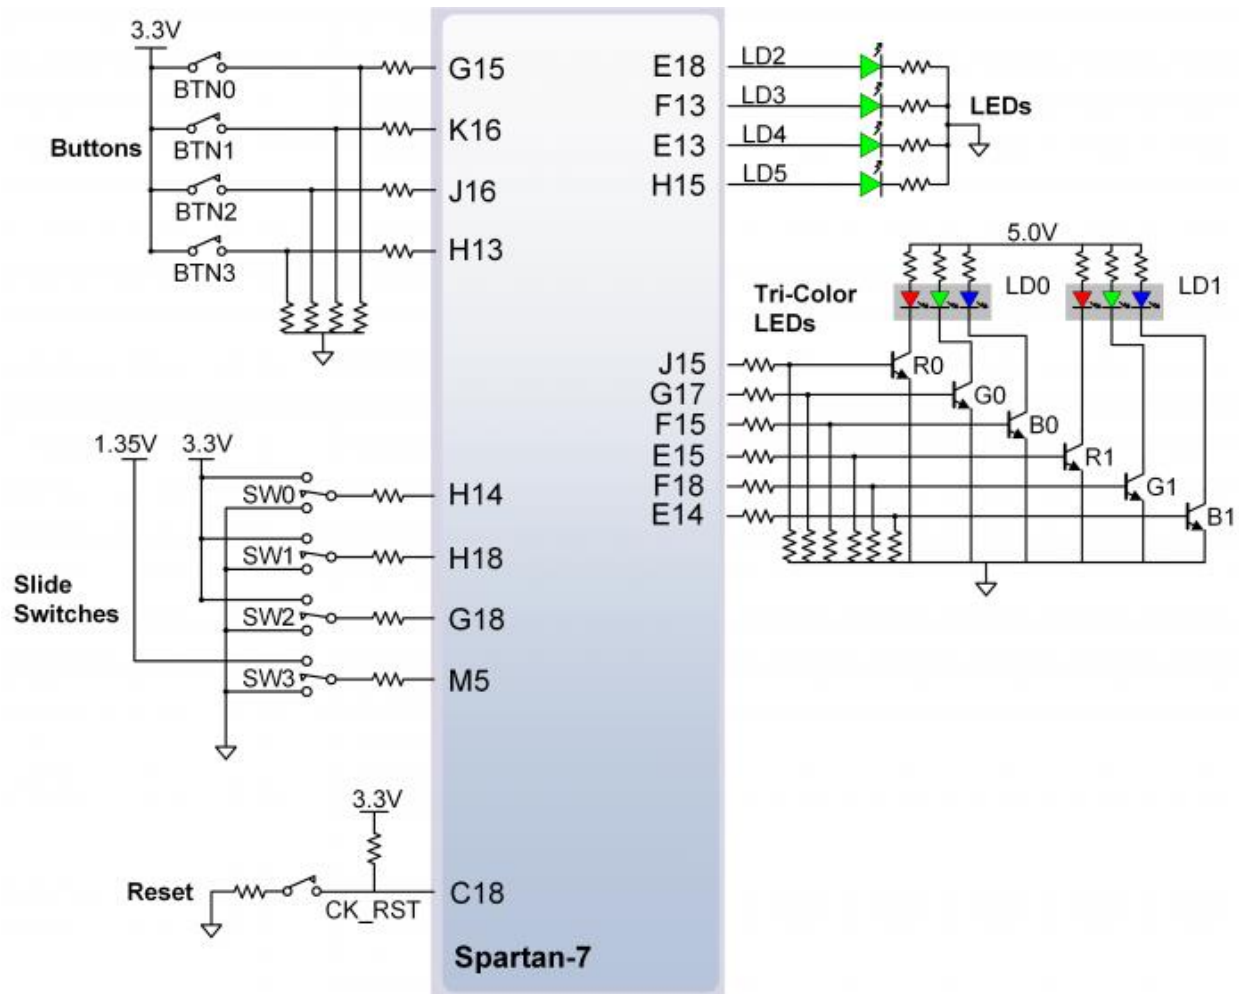 3.3V
BTN0
G15
BTN1
K16
Buttons
BTN2
J16
BTN3
H13
E18
LD2
F13
LD3
LEDs
E13
LD4
H15
LD5
5.0V
LD0
LD1
Tri-Color
LEDs
J15
R0
G17
G0
F15
B0
E15
R1
F18
G1
E14
B1
1.35V
3.3V
SW0
H14
SW1
H18
Slide
Switches
SW2
G18
SW3
M5
3.3V
Reset
CK_RST
C18
Spartan-7